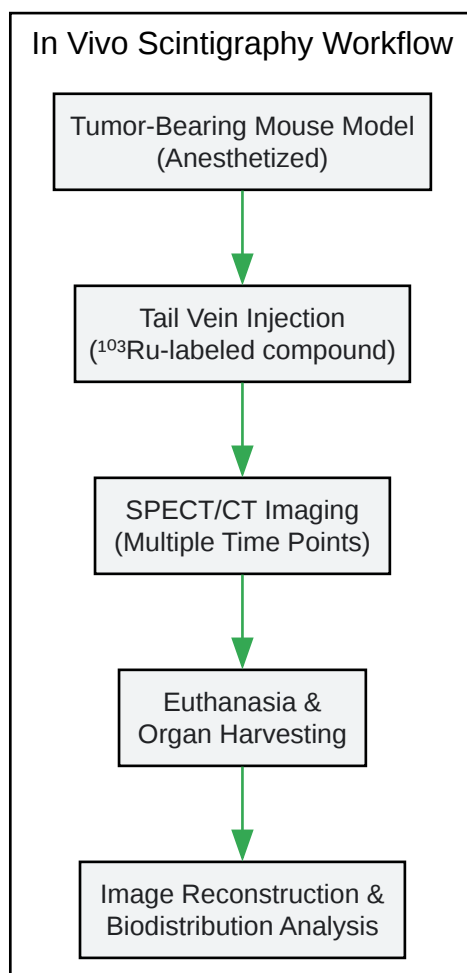 In Vivo Scintigraphy Workflow
Tumor-Bearing Mouse Model
(Anesthetized)
Tail Vein Injection
(¹⁰³Ru-labeled compound)
SPECT/CT Imaging
(Multiple Time Points)
Euthanasia &
Organ Harvesting
Image Reconstruction &
Biodistribution Analysis